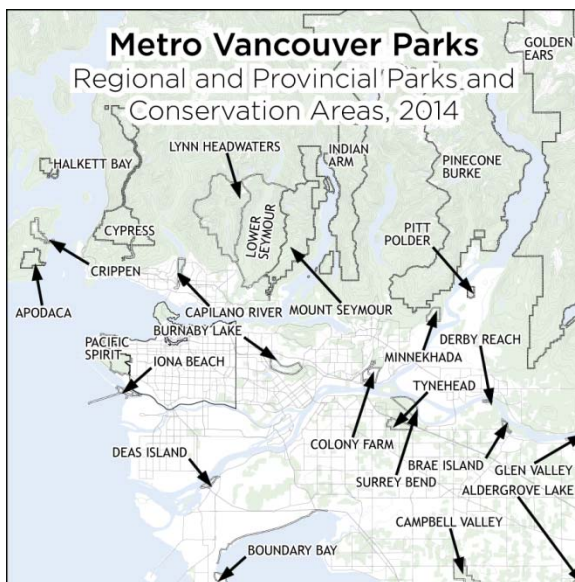 Metro Vancouver Parks
Regional and Provincial Parks and
Conservation Areas, 2014
GOLDEN
EARS
LYNN HEADWATERS
INDIAN
ARM
HALKETT BAY
PINECONE
BURKE
LOWER
SEYMOUR
CYPRESS
PITT
POLDER
CRIPPEN
APODACA
CAPILANO RIVER
MOUNT SEYMOUR
BURNABY LAKE
DERBY REACH
PACIFIC
SPIRIT
IONA BEACH
MINNEKHADA
TYNEHEAD
COLONY FARM
DEAS ISLAND
BRAE ISLAND
GLEN VALLEY
SURREY BEND
ALDERGROVE LAKE
CAMPBELL VALLEY
BOUNDARY BAY